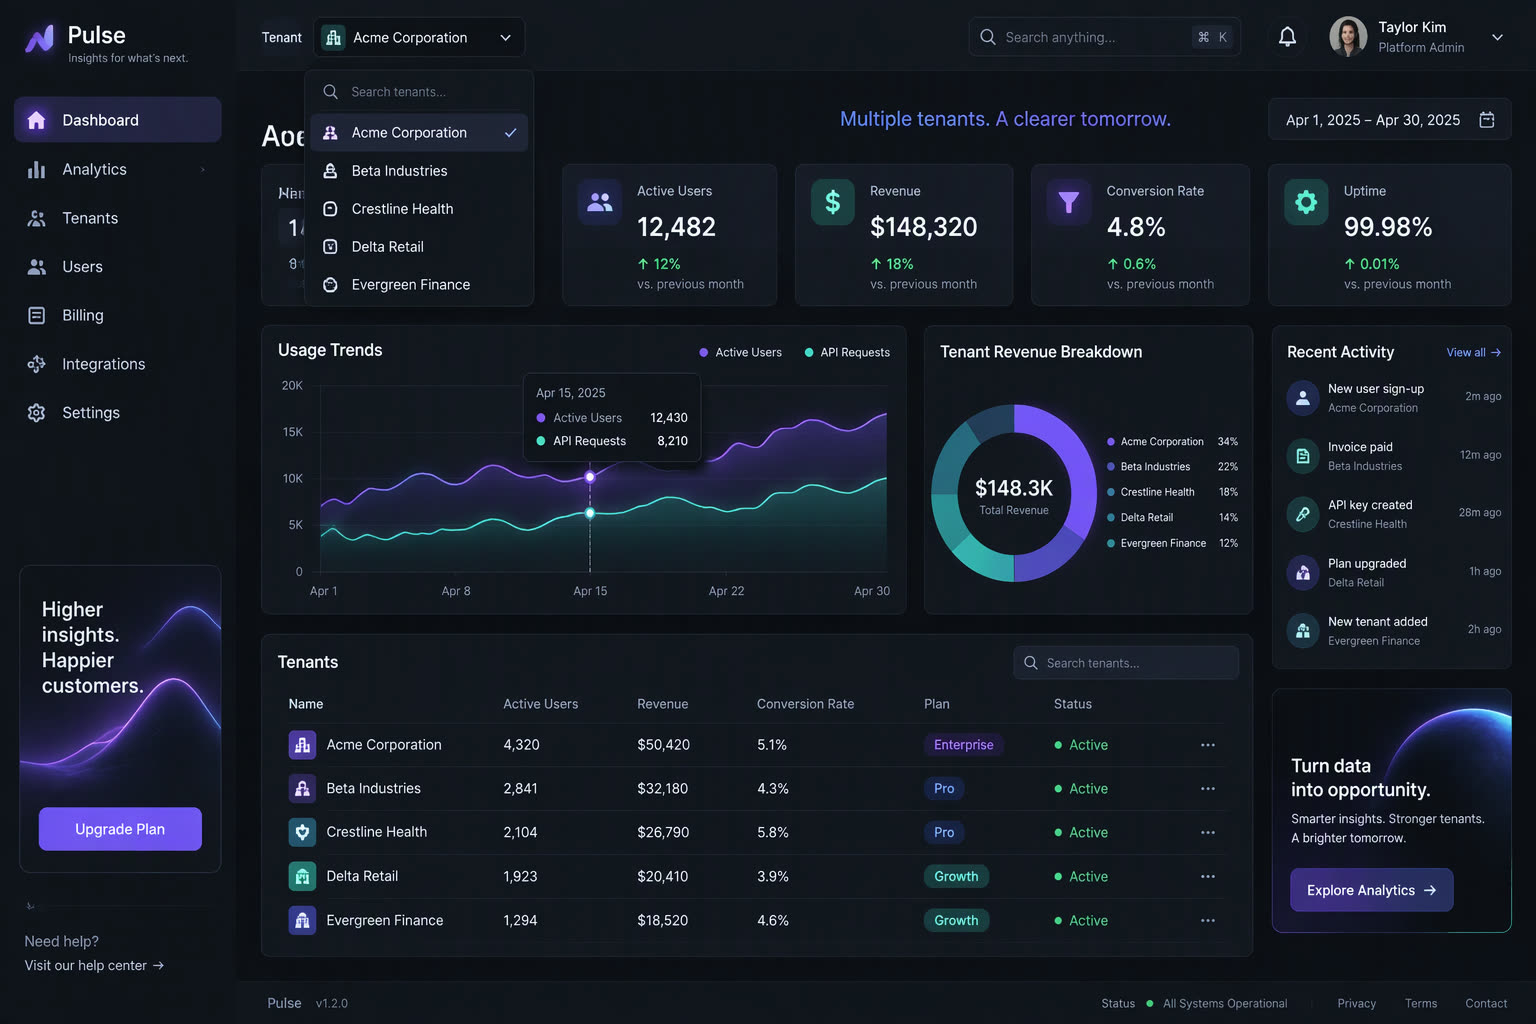 Pulse
Insights for what's next.
Tenant
Acme Corporation
Search anything...
⌘ K
Taylor Kim
Platform Admin
Dashboard
Analytics
Tenants
Users
Billing
Integrations
Settings
Search tenants...
Acme Corporation
Beta Industries
Crestline Health
Delta Retail
Evergreen Finance
Multiple tenants. A clearer tomorrow.
Apr 1, 2025 – Apr 30, 2025
Active Users
12,482
↑ 12%
vs. previous month
Revenue
$148,320
↑ 18%
vs. previous month
Conversion Rate
4.8%
↑ 0.6%
vs. previous month
Uptime
99.98%
↑ 0.01%
vs. previous month
Usage Trends
Active Users
API Requests
20K
15K
10K
5K
0
Apr 15, 2025
Active Users 12,430
API Requests 8,210
Apr 1
Apr 8
Apr 15
Apr 22
Apr 30
Tenant Revenue Breakdown
$148.3K
Total Revenue
Acme Corporation 34%
Beta Industries 22%
Crestline Health 18%
Delta Retail 14%
Evergreen Finance 12%
Recent Activity
View all →
New user sign-up
Acme Corporation
2m ago
Invoice paid
Beta Industries
12m ago
API key created
Crestline Health
28m ago
Plan upgraded
Delta Retail
1h ago
New tenant added
Evergreen Finance
2h ago
Higher
insights.
Happier
customers.
Upgrade Plan
Need help?
Visit our help center →
Tenants
Search tenants...
Name Active Users Revenue Conversion Rate Plan Status
Acme Corporation 4,320 $50,420 5.1% Enterprise Active
Beta Industries 2,841 $32,180 4.3% Pro Active
Crestline Health 2,104 $26,790 5.8% Pro Active
Delta Retail 1,923 $20,410 3.9% Growth Active
Evergreen Finance 1,294 $18,520 4.6% Growth Active
Turn data
into opportunity.
Smarter insights. Stronger tenants.
A brighter tomorrow.
Explore Analytics →
Pulse v1.2.0
Status All Systems Operational
Privacy
Terms
Contact